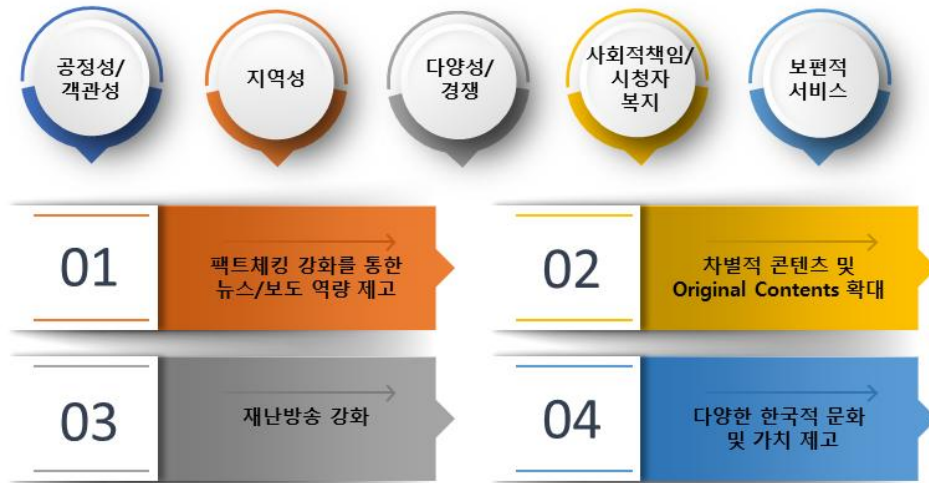 공정성/
객관성
지역성
다양성/
경쟁
사회적책임/
시청자
복지
보편적
서비스
01
팩트체킹 강화를 통한
뉴스/보도 역량 제고
02
차별적 콘텐츠 및
Original Contents 확대
03
재난방송 강화
04
다양한 한국적 문화
및 가치 제고